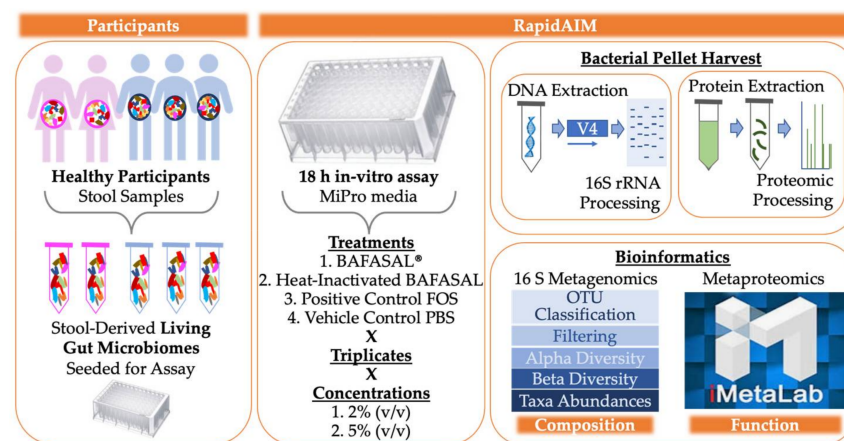 Participants
RapidAIM
Healthy Participants
Stool Samples
Stool-Derived Living
Gut Microbiomes
Seeded for Assay
18 h in-vitro assay
MiPro media
Treatments
1. BAFASAL®
2. Heat-Inactivated BAFASAL
3. Positive Control FOS
4. Vehicle Control PBS
X
Triplicates
X
Concentrations
1. 2% (v/v)
2. 5% (v/v)
Bacterial Pellet Harvest
DNA Extraction
V4
16S rRNA
Processing
Protein Extraction
Proteomic
Processing
Bioinformatics
16 S Metagenomics
OTU
Classification
Filtering
Alpha Diversity
Beta Diversity
Taxa Abundances
Composition
Metaproteomics
iMetaLab
Function